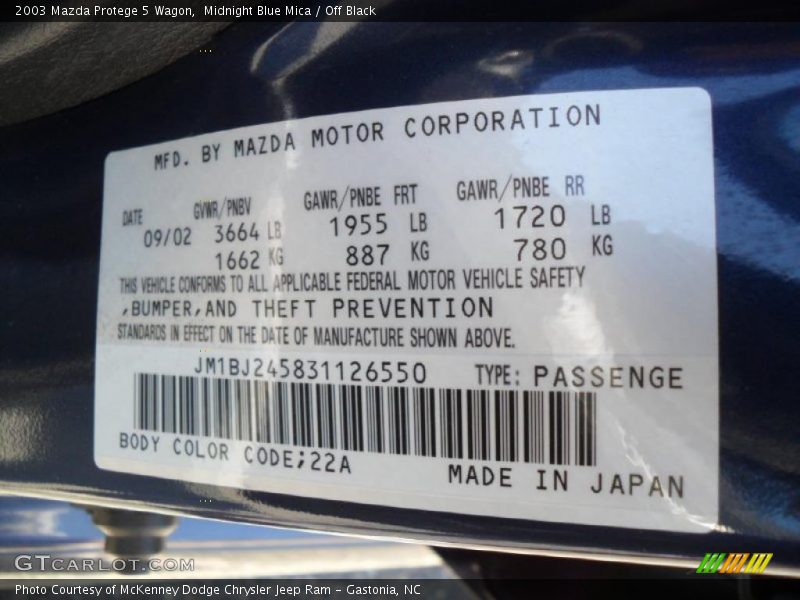 2003 Mazda Protege 5 Wagon,  Midnight Blue Mica / Off Black
MFD. BY MAZDA MOTOR CORPORATION
DATE GVWR/PNBV GAWR/PNBE FRT GAWR/PNBE RR
09/02 3664 LB 1955 LB 1720 LB
1662 KG 887 KG 780 KG
THIS VEHICLE CONFORMS TO ALL APPLICABLE FEDERAL MOTOR VEHICLE SAFETY
,BUMPER,AND THEFT PREVENTION
STANDARDS IN EFFECT ON THE DATE OF MANUFACTURE SHOWN ABOVE.
JM1BJ245831126550 TYPE: PASSENGE
BODY COLOR CODE;22A
MADE IN JAPAN
GTCARLOT.COM
Photo Courtesy of McKenney Dodge Chrysler Jeep Ram – Gastonia, NC